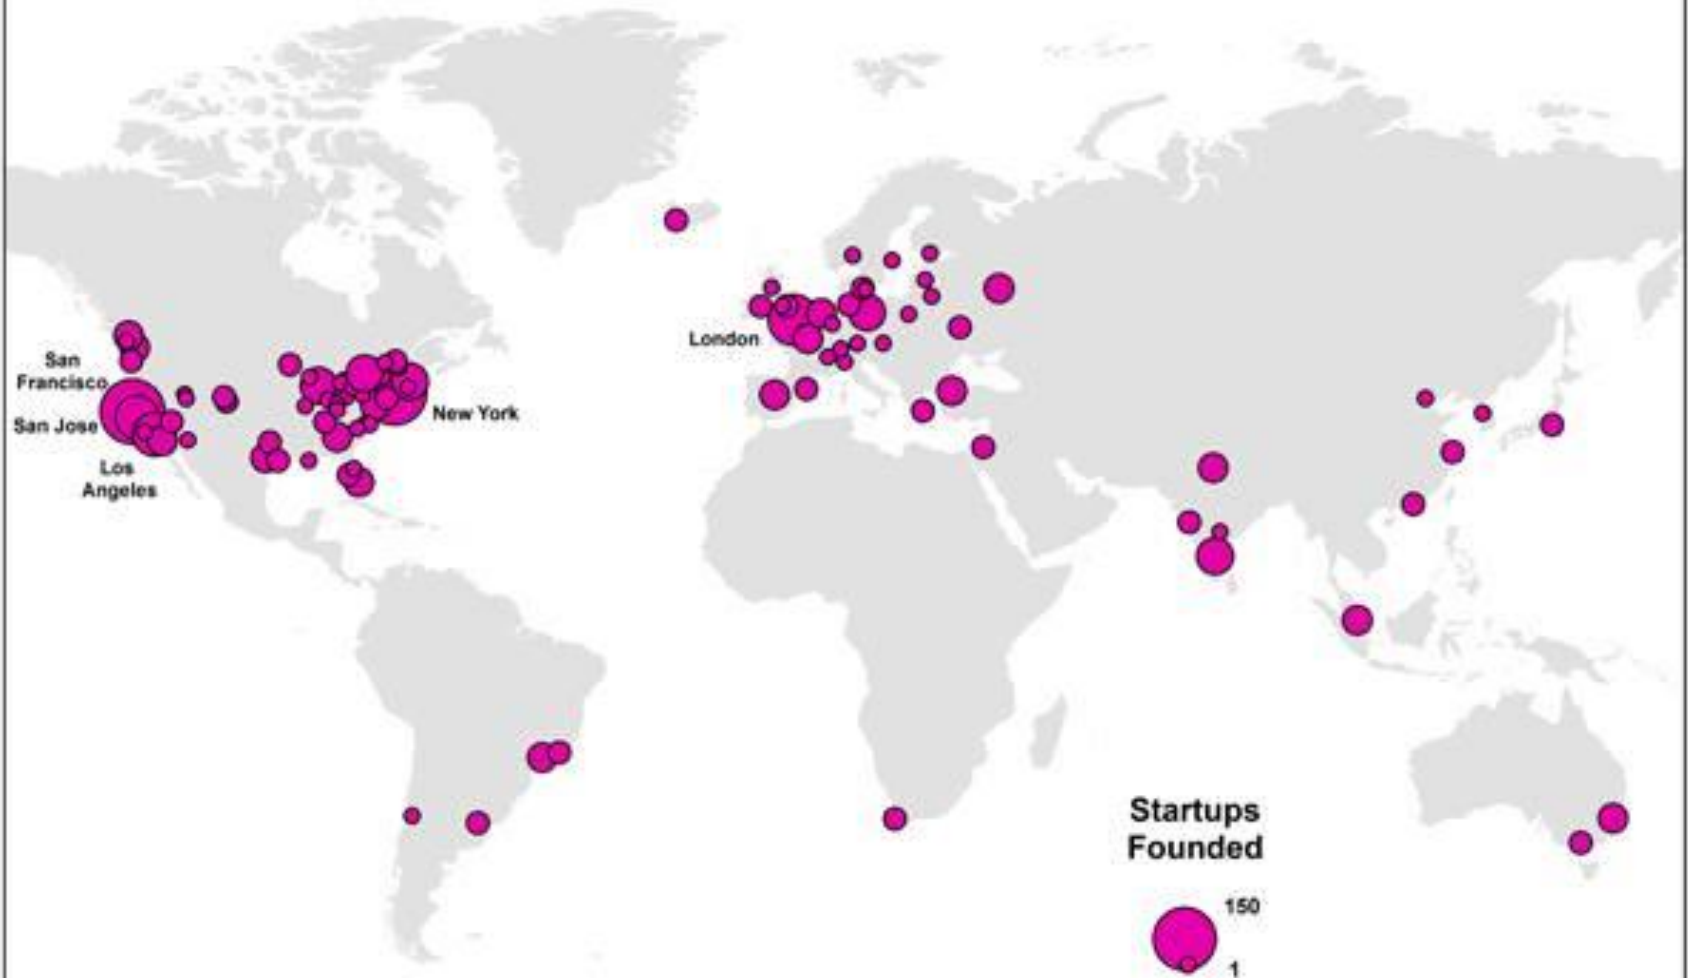 San
Francisco
San Jose
Los
Angeles
New York
London
Startups
Founded
150
1